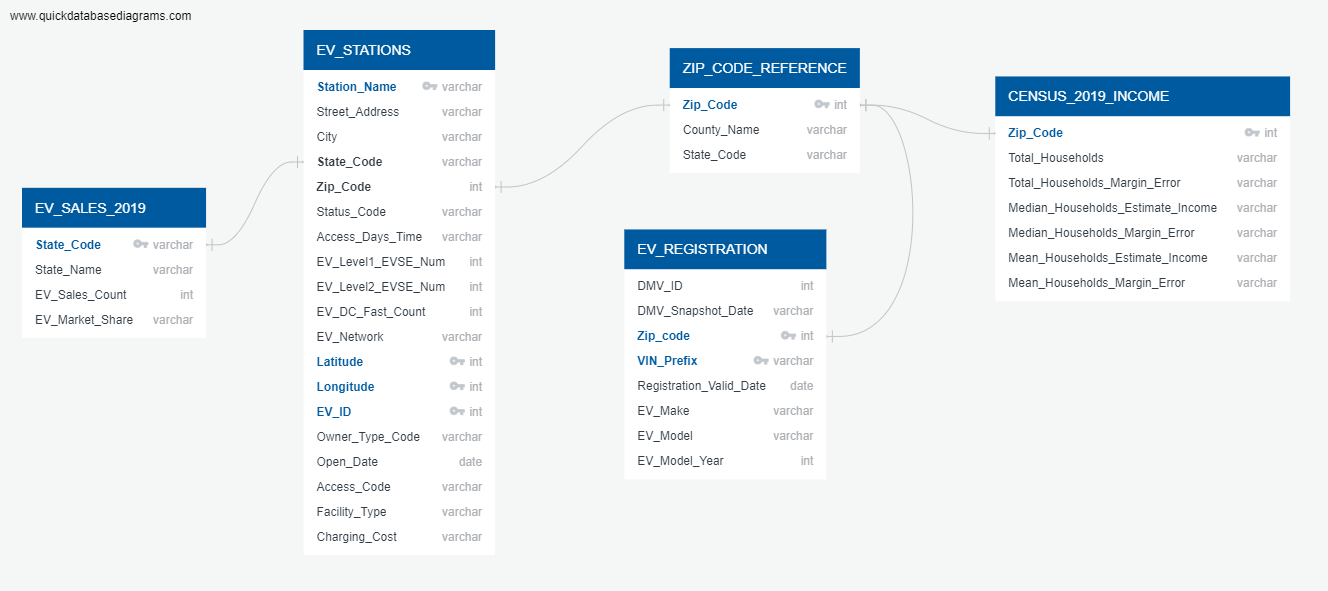 www.quickdatabasediagrams.com
EV_SALES_2019
State_Code varchar
State_Name varchar
EV_Sales_Count int
EV_Market_Share varchar
EV_STATIONS
Station_Name varchar
Street_Address varchar
City varchar
State_Code varchar
Zip_Code int
Status_Code varchar
Access_Days_Time varchar
EV_Level1_EVSE_Num int
EV_Level2_EVSE_Num int
EV_DC_Fast_Count int
EV_Network varchar
Latitude int
Longitude int
EV_ID int
Owner_Type_Code varchar
Open_Date date
Access_Code varchar
Facility_Type varchar
Charging_Cost varchar
ZIP_CODE_REFERENCE
Zip_Code int
County_Name varchar
State_Code varchar
EV_REGISTRATION
DMV_ID int
DMV_Snapshot_Date varchar
Zip_code int
VIN_Prefix varchar
Registration_Valid_Date date
EV_Make varchar
EV_Model varchar
EV_Model_Year int
CENSUS_2019_INCOME
Zip_Code int
Total_Households varchar
Total_Households_Margin_Error varchar
Median_Households_Estimate_Income varchar
Median_Households_Margin_Error varchar
Mean_Households_Estimate_Income varchar
Mean_Households_Margin_Error varchar